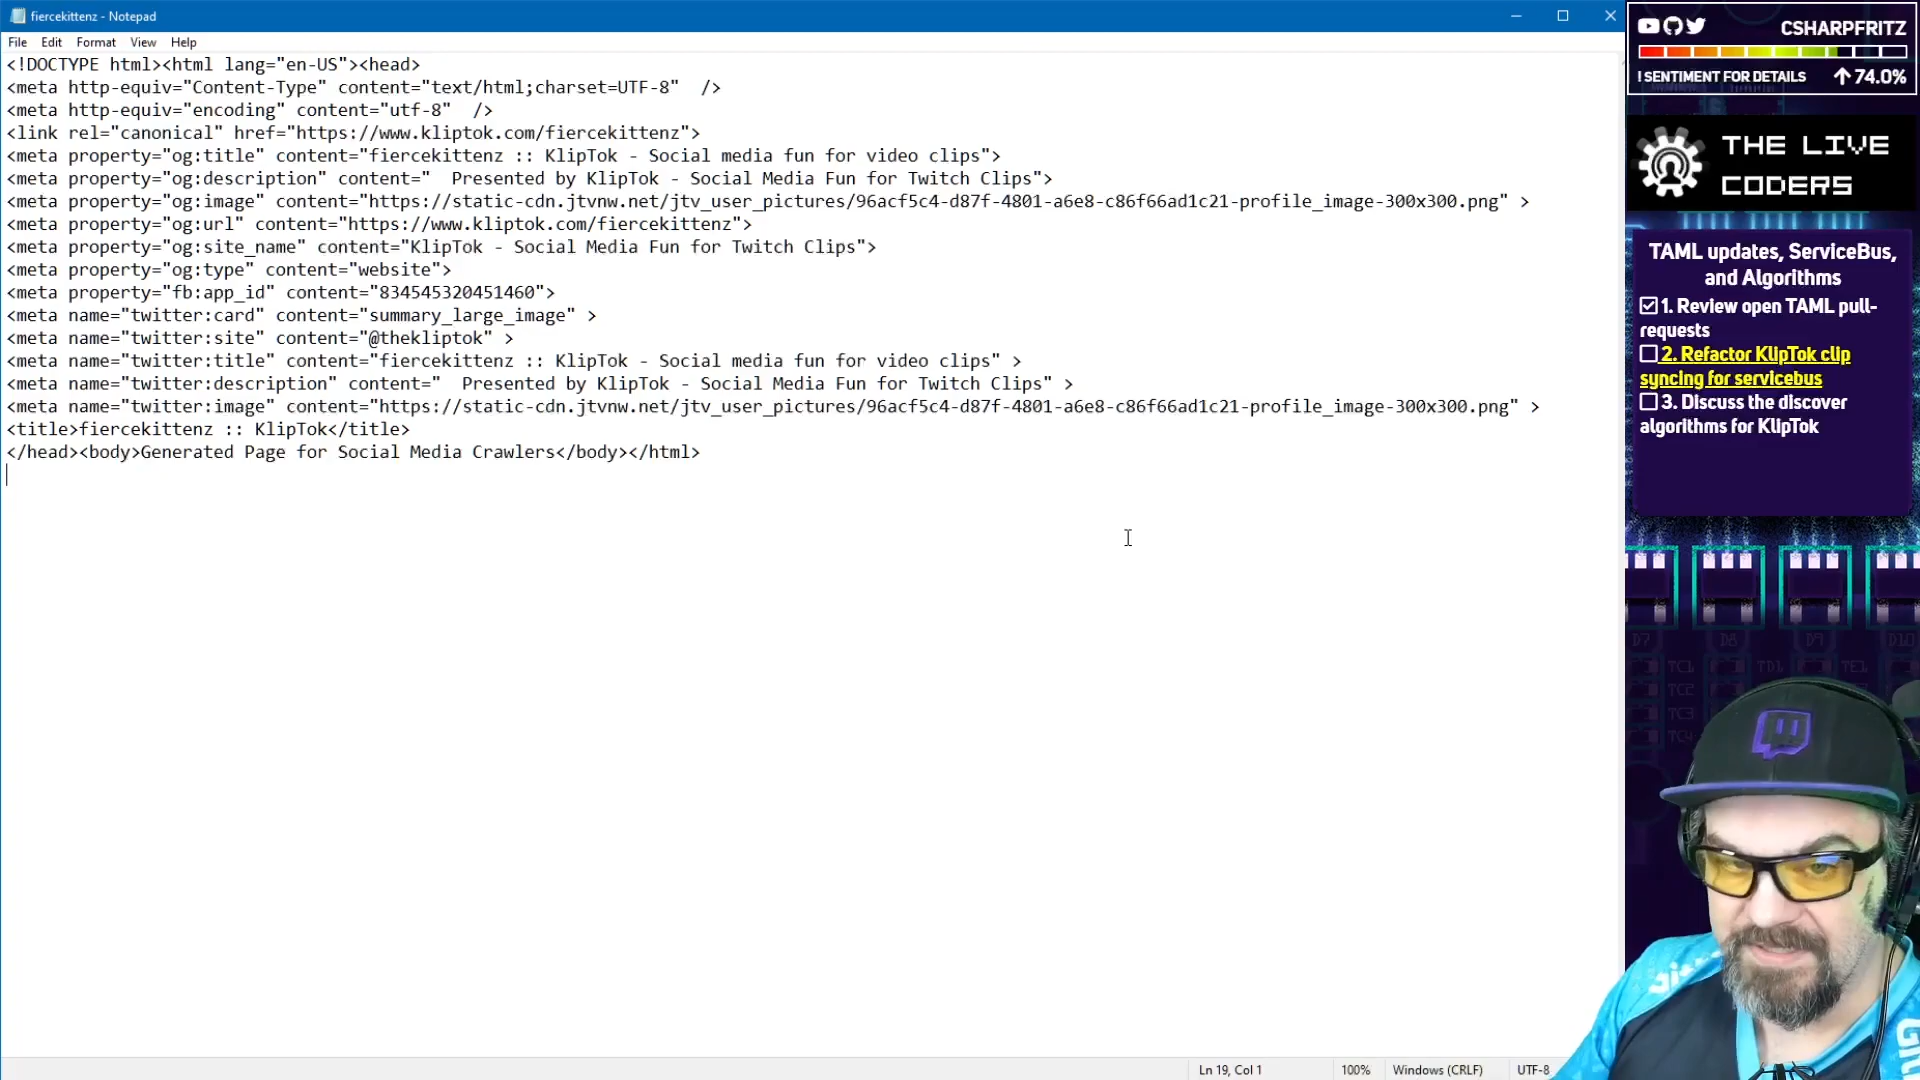 fiercekittenz - Notepad
File Edit Format View Help
<!DOCTYPE html><html lang="en-US"><head>
<meta http-equiv="Content-Type" content="text/html;charset=UTF-8"  />
<meta http-equiv="encoding" content="utf-8"  />
<link rel="canonical" href="https://www.kliptok.com/fiercekittenz">
<meta property="og:title" content="fiercekittenz :: KlipTok - Social media fun for video clips">
<meta property="og:description" content="  Presented by KlipTok - Social Media Fun for Twitch Clips">
<meta property="og:image" content="https://static-cdn.jtvnw.net/jtv_user_pictures/96acf5c4-d87f-4801-a6e8-c86f66ad1c21-profile_image-300x300.png" >
<meta property="og:url" content="https://www.kliptok.com/fiercekittenz">
<meta property="og:site_name" content="KlipTok - Social Media Fun for Twitch Clips">
<meta property="og:type" content="website">
<meta property="fb:app_id" content="834545320451460">
<meta name="twitter:card" content="summary_large_image" >
<meta name="twitter:site" content="@thekliptok" >
<meta name="twitter:title" content="fiercekittenz :: KlipTok - Social media fun for video clips" >
<meta name="twitter:description" content="  Presented by KlipTok - Social Media Fun for Twitch Clips" >
<meta name="twitter:image" content="https://static-cdn.jtvnw.net/jtv_user_pictures/96acf5c4-d87f-4801-a6e8-c86f66ad1c21-profile_image-300x300.png" >
<title>fiercekittenz :: KlipTok</title>
</head><body>Generated Page for Social Media Crawlers</body></html>
Ln 19, Col 1 100% Windows (CRLF) UTF-8
CSHARPFRITZ
!SENTIMENT FOR DETAILS 74.0%
THE LIVE
CODERS
TAML updates, ServiceBus,
and Algorithms
1. Review open TAML pull-
requests
2. Refactor KlipTok clip
syncing for servicebus
3. Discuss the discover
algorithms for KlipTok
D7 D8 D9 D10
TC1 TD1 TE1
TC2
TC3
TC4